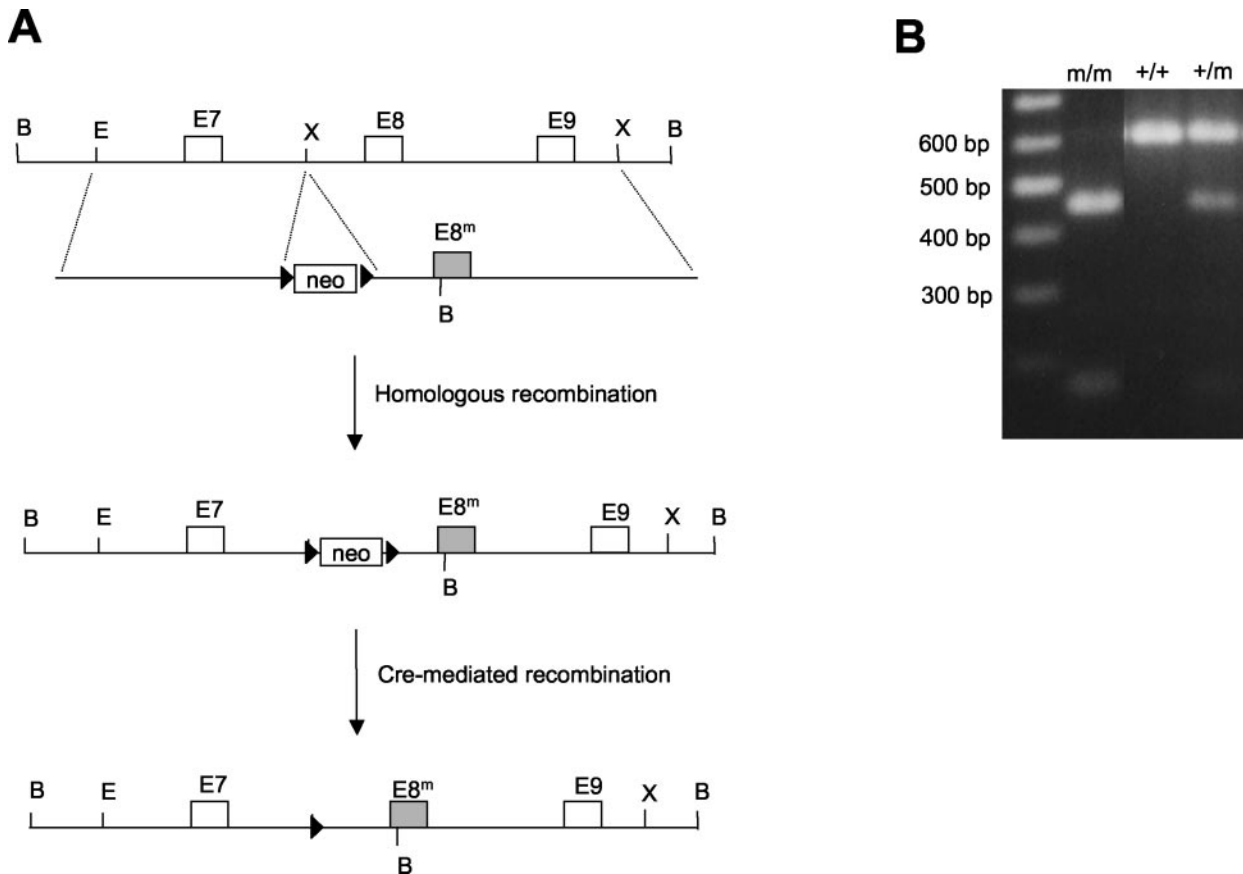 A
B E E7 X E8 E9 X B
E8ᵐ
neo
B
Homologous recombination
B E E7 neo E8ᵐ E9 X B
B
Cre-mediated recombination
B E E7 E8ᵐ E9 X B
B
B
m/m +/+ +/m
600 bp
500 bp
400 bp
300 bp